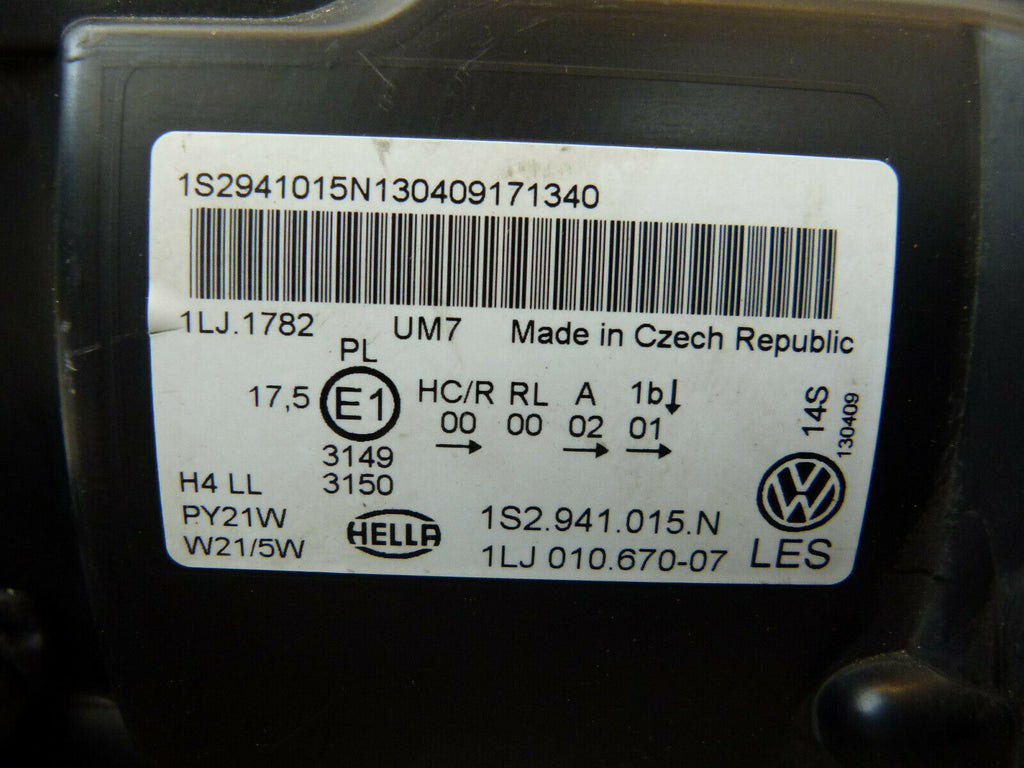 1S2941015N130409171340
1LJ.1782 UM7 Made in Czech Republic
PL
17,5 E1 HC/R RL A 1b↓
00 00 02 01
→ → →
3149
3150
H4 LL
PY21W
W21/5W
HELLA
1S2.941.015.N
1LJ 010.670-07
14S
130409
VW
LES